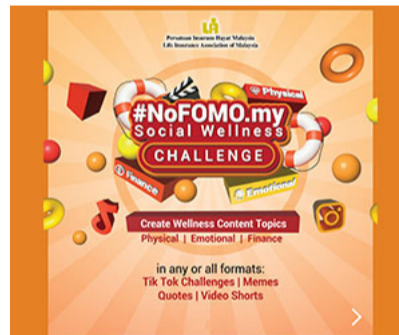 LIA
Persatuan Insurans Hayat Malaysia
Life Insurance Association of Malaysia
Physical
#NoFOMO.my
Social Wellness
CHALLENGE
Finance
Emotional
Create Wellness Content Topics
Physical | Emotional | Finance
in any or all formats:
Tik Tok Challenges | Memes
Quotes | Video Shorts